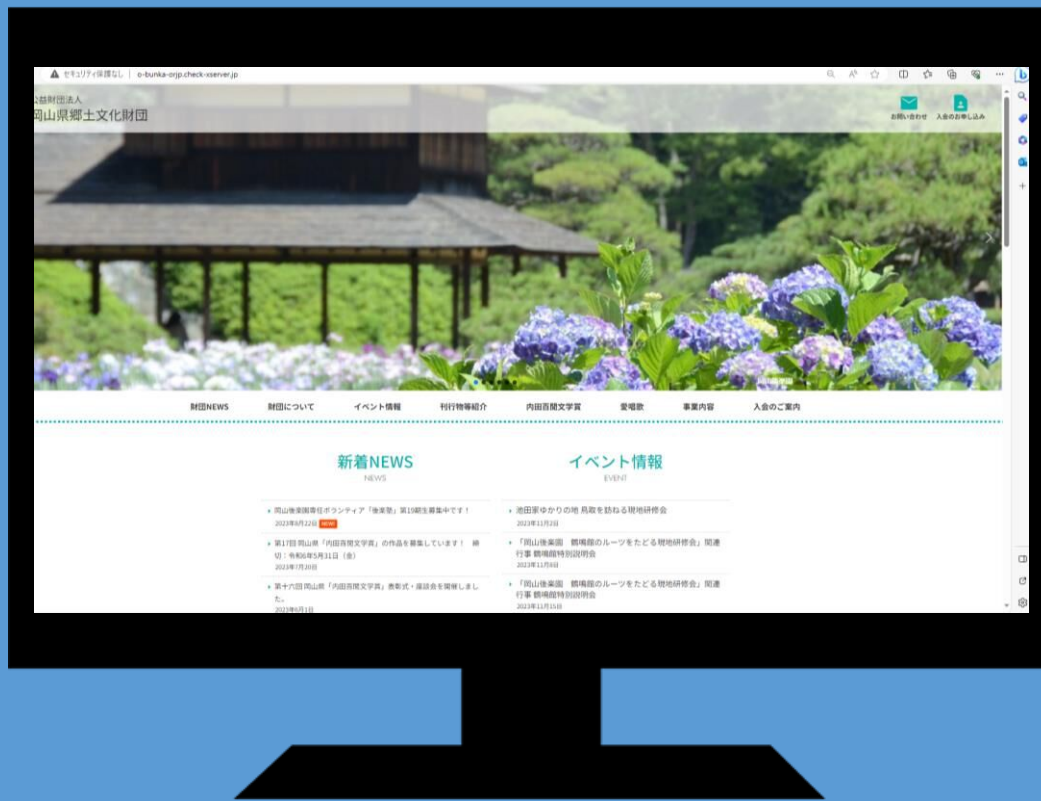 セキュリティ保護なし | o-bunka-orjp.check-xserver.jp
公益財団法人
岡山県郷土文化財団
お問い合わせ 入会のお申し込み
財団NEWS 財団について イベント情報 刊行物等紹介 内田百閒文学賞 愛唱歌 事業内容 入会のご案内
新着NEWS
NEWS
岡山後楽園専任ボランティア「後楽塾」第19期生募集中です！
2023年8月22日 NEW!
第17回 岡山県「内田百閒文学賞」の作品を募集しています！ 締
切：令和6年5月31日（金）
2023年7月20日
第十六回 岡山県「内田百閒文学賞」表彰式・座談会を開催しまし
た。
2023年6月1日
イベント情報
EVENT
池田家ゆかりの地 鳥取を訪ねる現地研修会
2023年11月2日
「岡山後楽園 鶴鳴館のルーツをたどる現地研修会」関連
行事 鶴鳴館特別説明会
2023年11月8日
「岡山後楽園 鶴鳴館のルーツをたどる現地研修会」関連
行事 鶴鳴館特別説明会
2023年11月15日